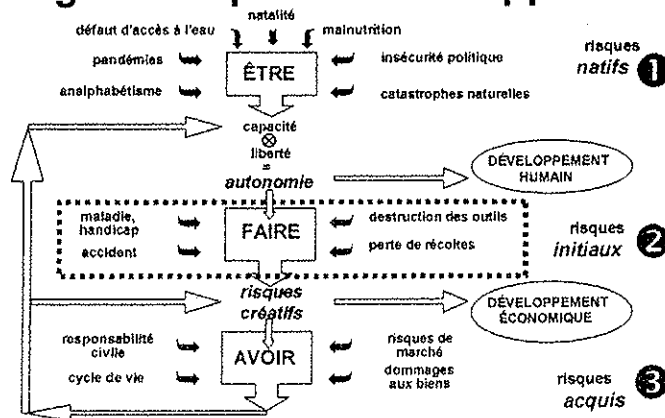 natalité
défaut d'accès à l'eau
malnutrition
pandémies
insécurité politique
ÊTRE
analphabétisme
catastrophes naturelles
risques
natifs
1
capacité
⊗
liberté
=
autonomie
DÉVELOPPEMENT
HUMAIN
maladie,
handicap
destruction des outils
FAIRE
accident
perte de récoltes
risques
initiaux
2
risques
créatifs
DÉVELOPPEMENT
ÉCONOMIQUE
responsabilité
civile
risques de
marché
AVOIR
cycle de vie
dommages
aux biens
risques
acquis
3